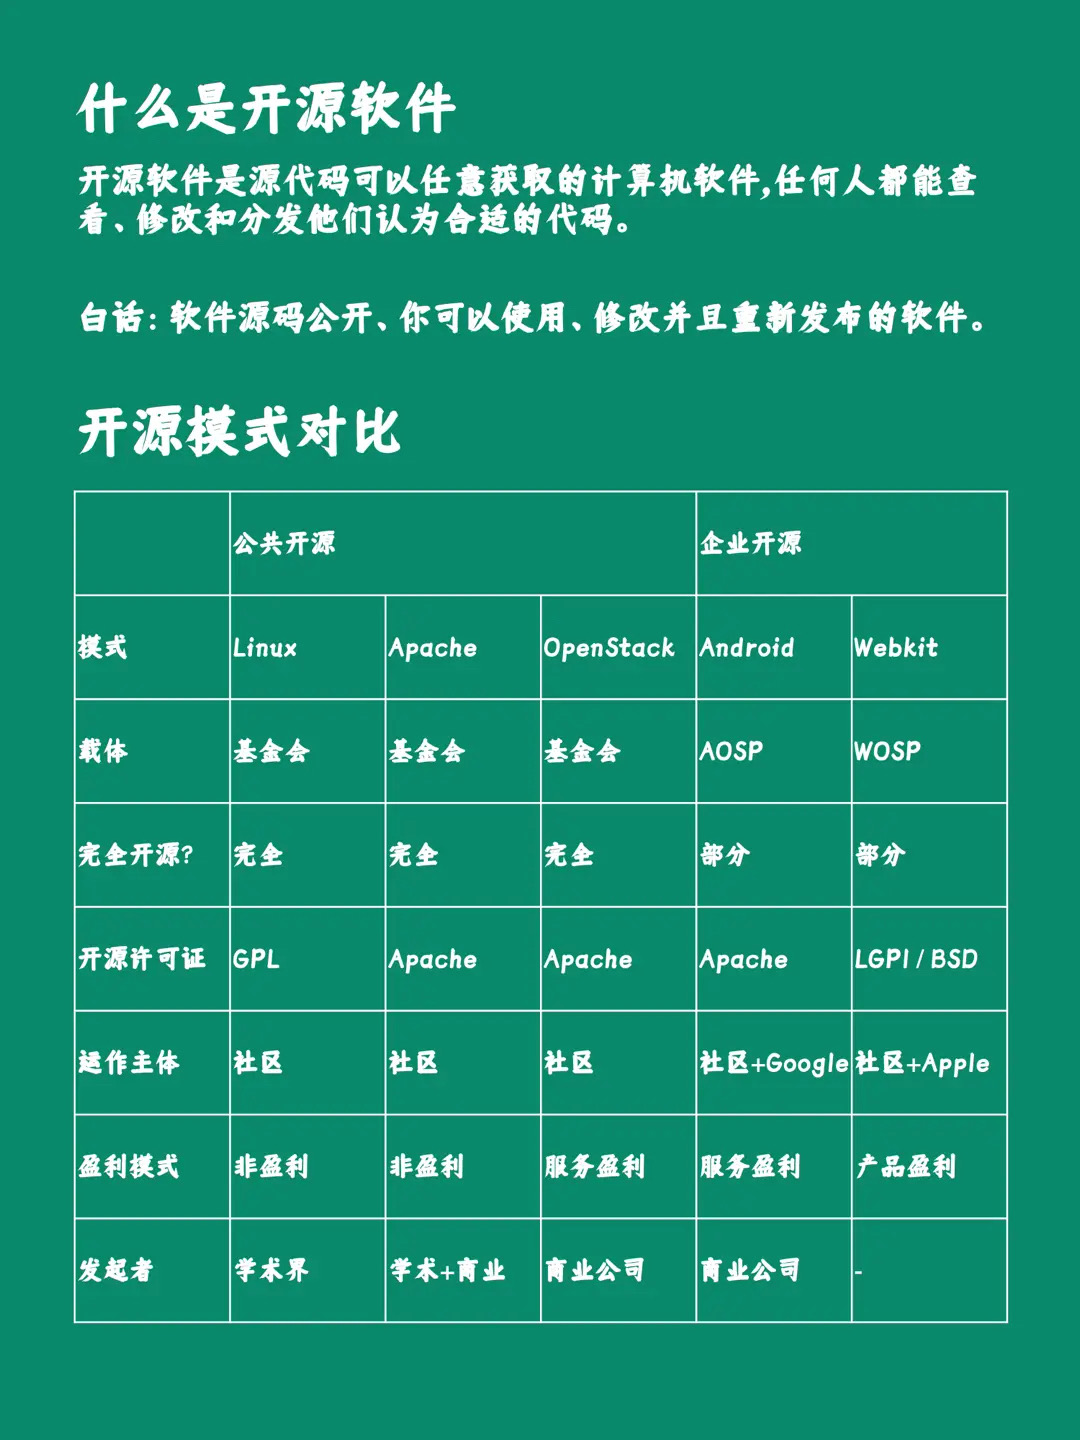 什么是开源软件
开源软件是源代码可以任意获取的计算机软件,任何人都能查
看、修改和分发他们认为合适的代码。
白话: 软件源码公开、你可以使用、修改并且重新发布的软件。
开源模式对比
公共开源 企业开源
模式 Linux Apache OpenStack Android Webkit
载体 基金会 基金会 基金会 AOSP WOSP
完全开源? 完全 完全 完全 部分 部分
开源许可证 GPL Apache Apache Apache LGPl / BSD
运作主体 社区 社区 社区 社区+Google 社区+Apple
盈利模式 非盈利 非盈利 服务盈利 服务盈利 产品盈利
发起者 学术界 学术+商业 商业公司 商业公司 -